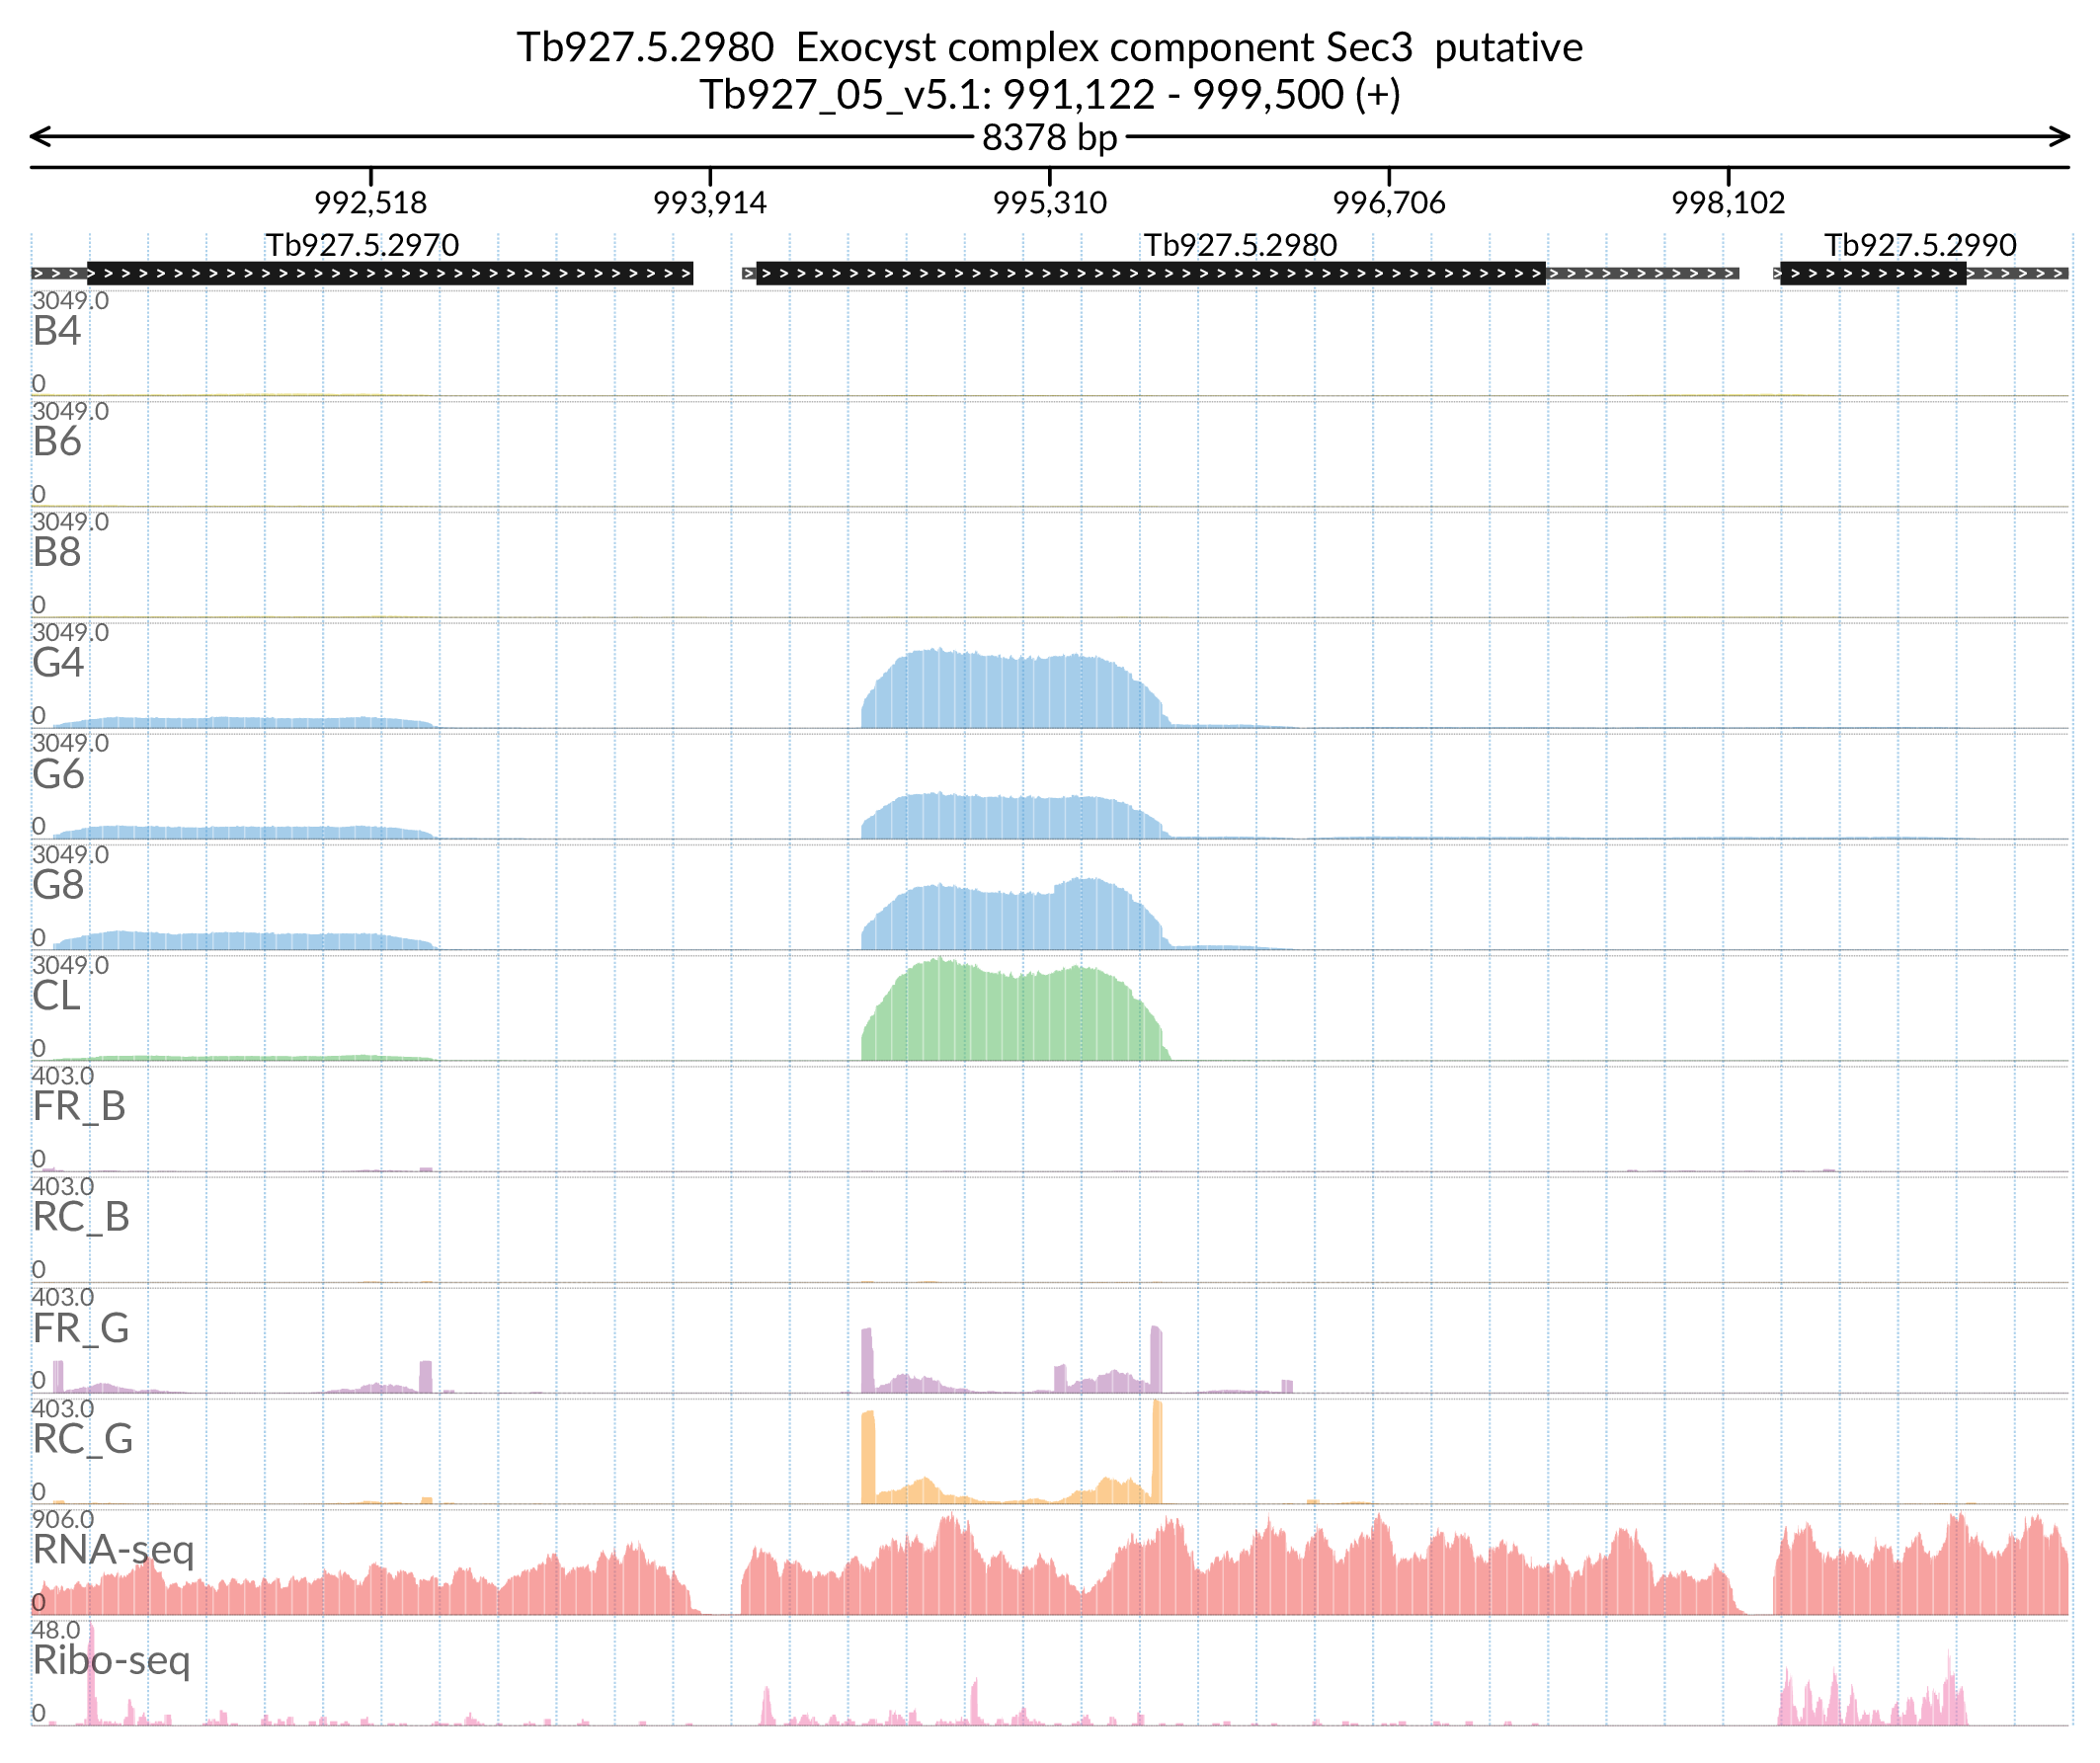 Tb927.5.2980 Exocyst complex component Sec3 putative
Tb927_05_v5.1: 991,122 - 999,500 (+)
8378 bp
992,518 993,914 995,310 996,706 998,102
Tb927.5.2970 Tb927.5.2980 Tb927.5.2990
3049.0
B4
0
3049.0
B6
0
3049.0
B8
0
3049.0
G4
0
3049.0
G6
0
3049.0
G8
0
3049.0
CL
0
403.0
FR_B
0
403.0
RC_B
0
403.0
FR_G
0
403.0
RC_G
0
906.0
RNA-seq
0
48.0
Ribo-seq
0